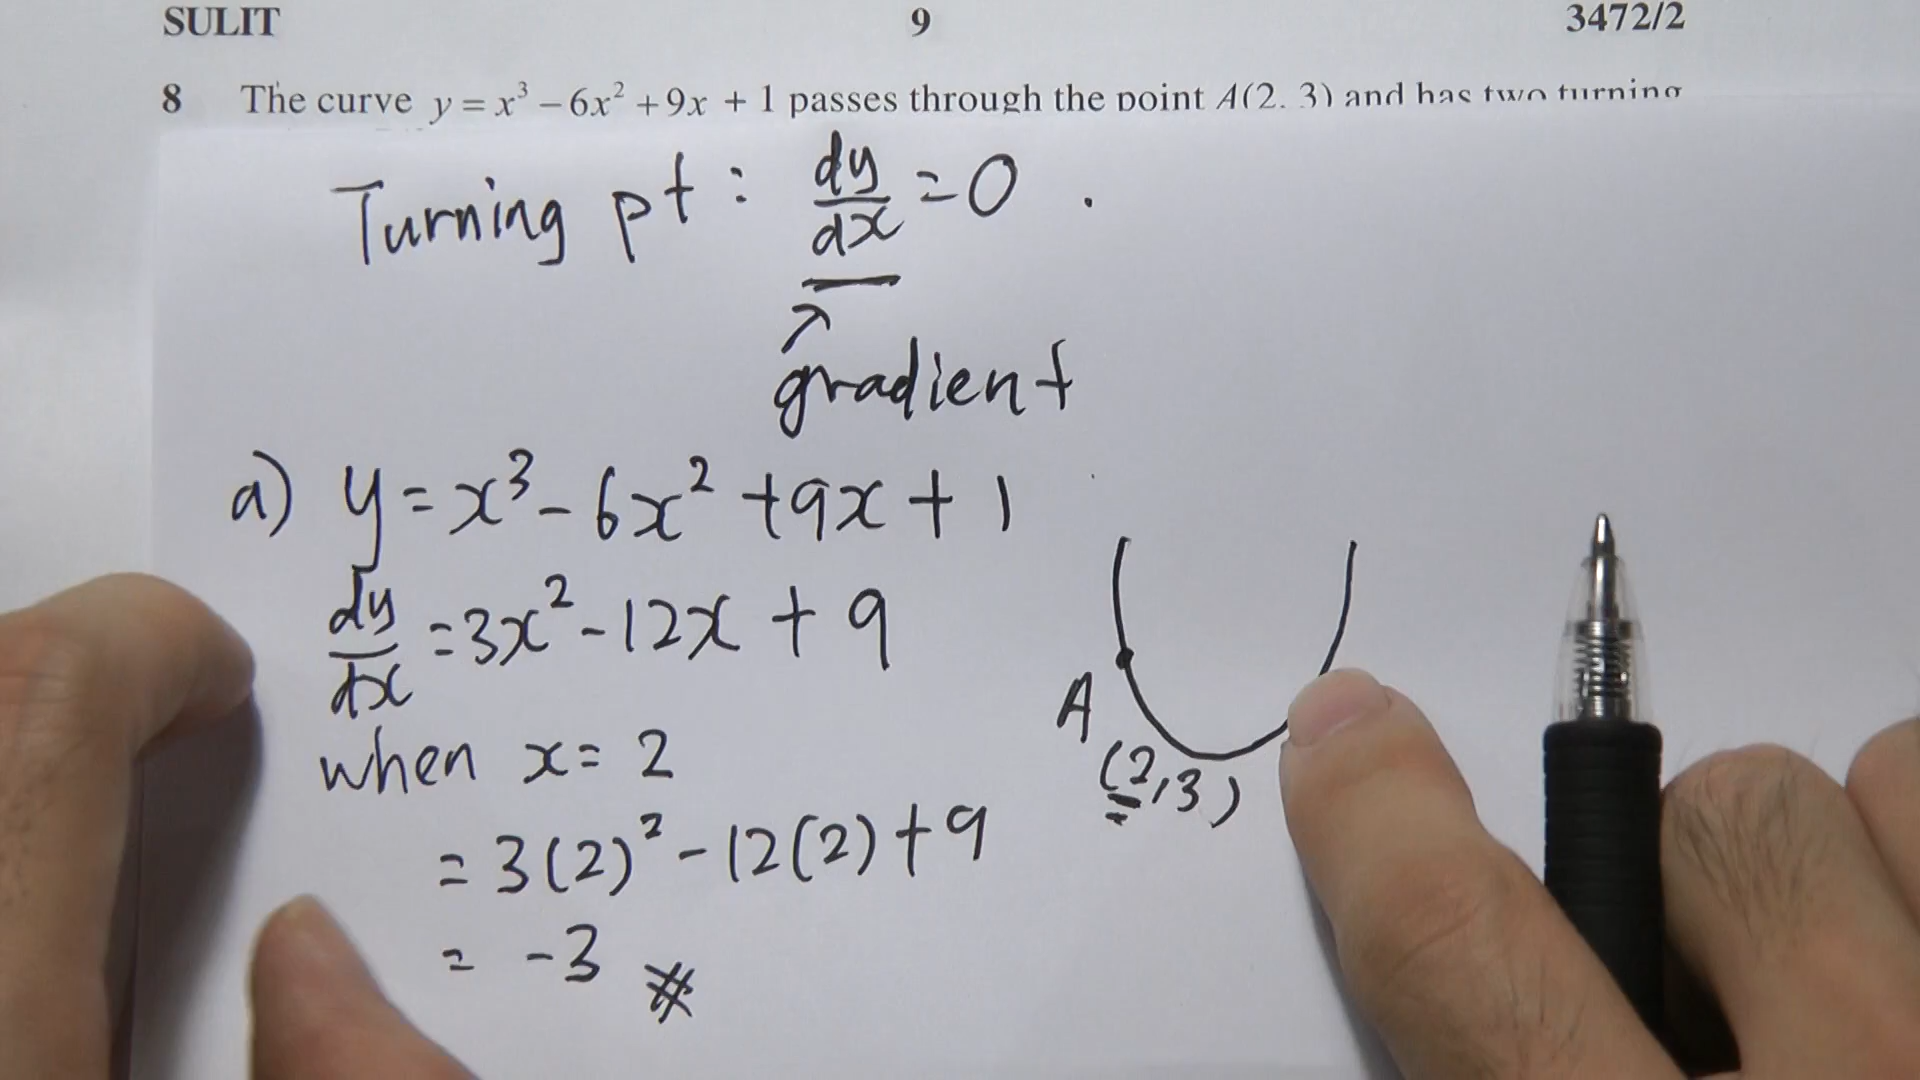 SULIT 9 3472/2
8 The curve y = x³ – 6x² + 9x + 1 passes through the point A(2, 3) and has two turning
Turning pt : dy/dx = 0 .
gradient
a) y = x³ - 6x² + 9x + 1
dy/dx = 3x² - 12x + 9
when x = 2
= 3(2)² - 12(2) + 9
= -3 #
A
(2,3)